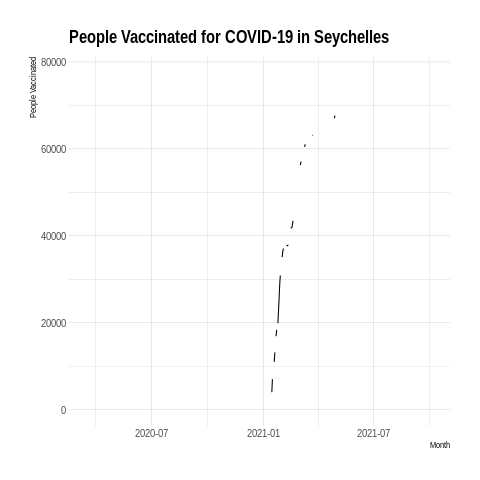 People Vaccinated for COVID-19 in Seychelles
People Vaccinated
80000
60000
40000
20000
0
2020-07 2021-01 2021-07
Month